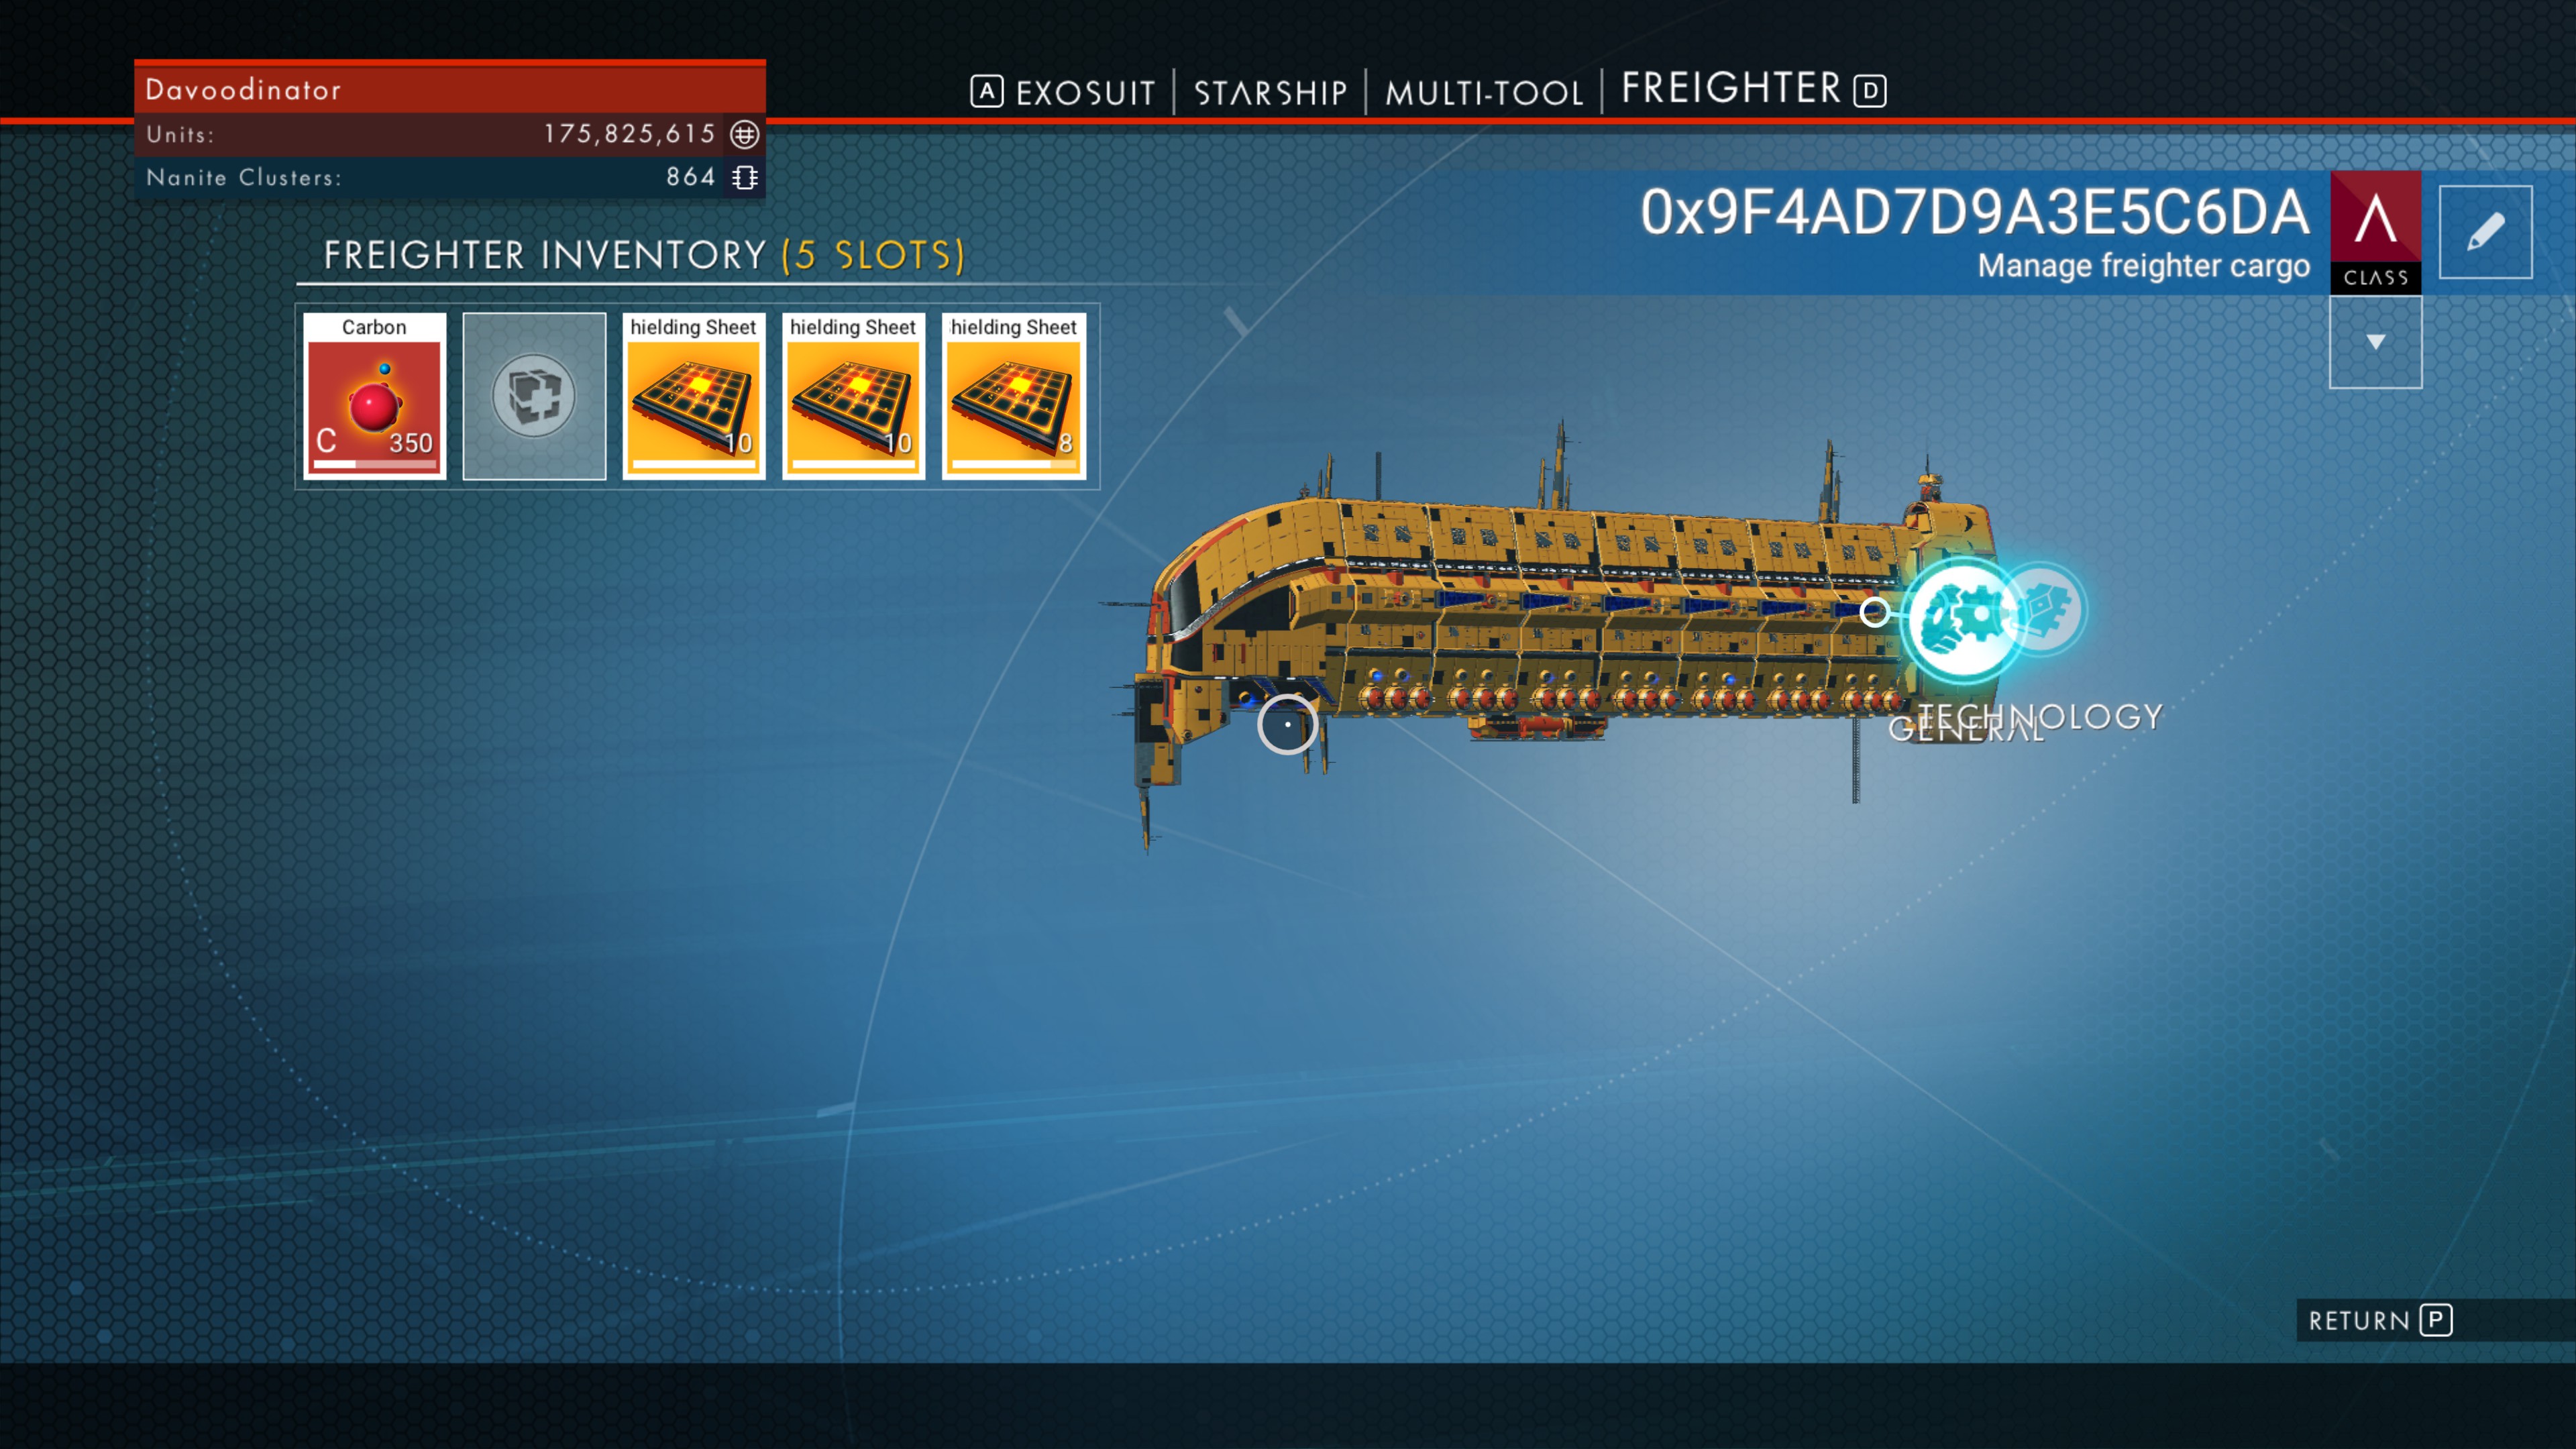 Davoodinator
Units: 175,825,615
Nanite Clusters: 864
A EXOSUIT STARSHIP MULTI-TOOL FREIGHTER D
0x9F4AD7D9A3E5C6DA
Manage freighter cargo
A
CLASS
FREIGHTER INVENTORY (5 SLOTS)
Carbon hielding Sheet hielding Sheet hielding Sheet
C 350 10 10 8
TECHNOLOGY
GENERAL
RETURN P